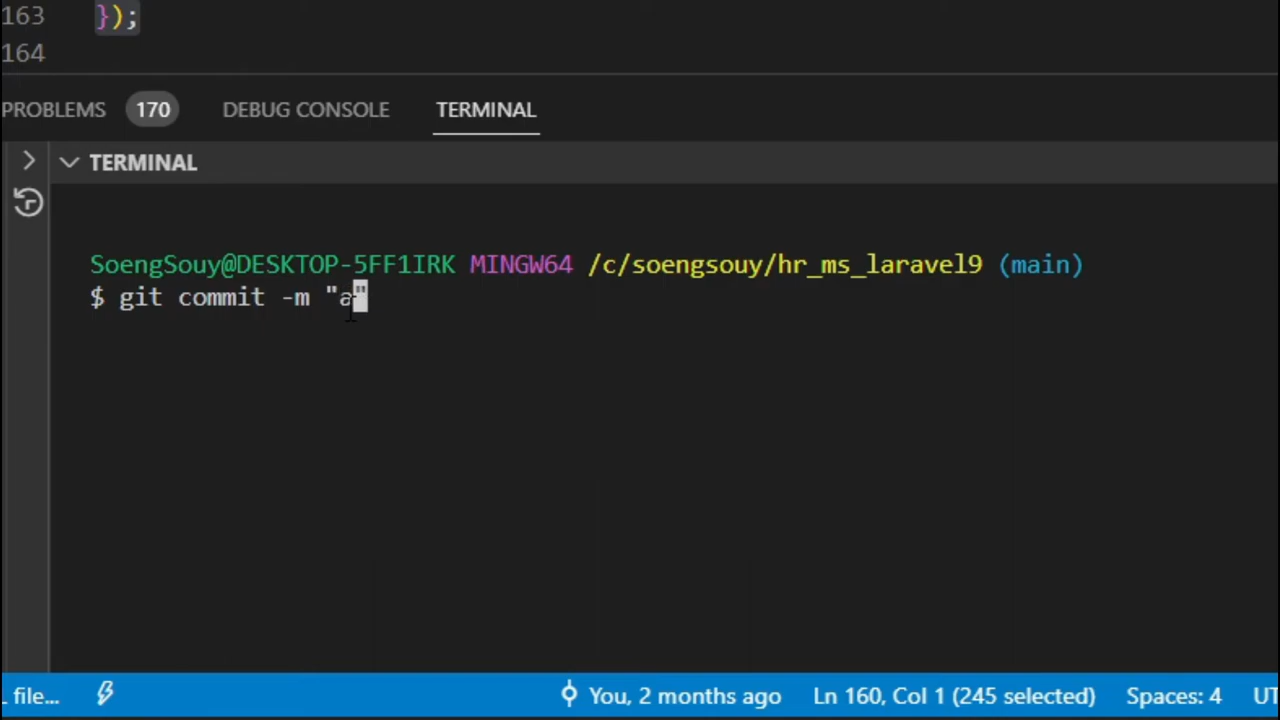 163 });
164
PROBLEMS 170 DEBUG CONSOLE TERMINAL
TERMINAL
SoengSouy@DESKTOP-5FF1IRK MINGW64 /c/soengsouy/hr_ms_laravel9 (main)
$ git commit -m "a"
file... You, 2 months ago Ln 160, Col 1 (245 selected) Spaces: 4